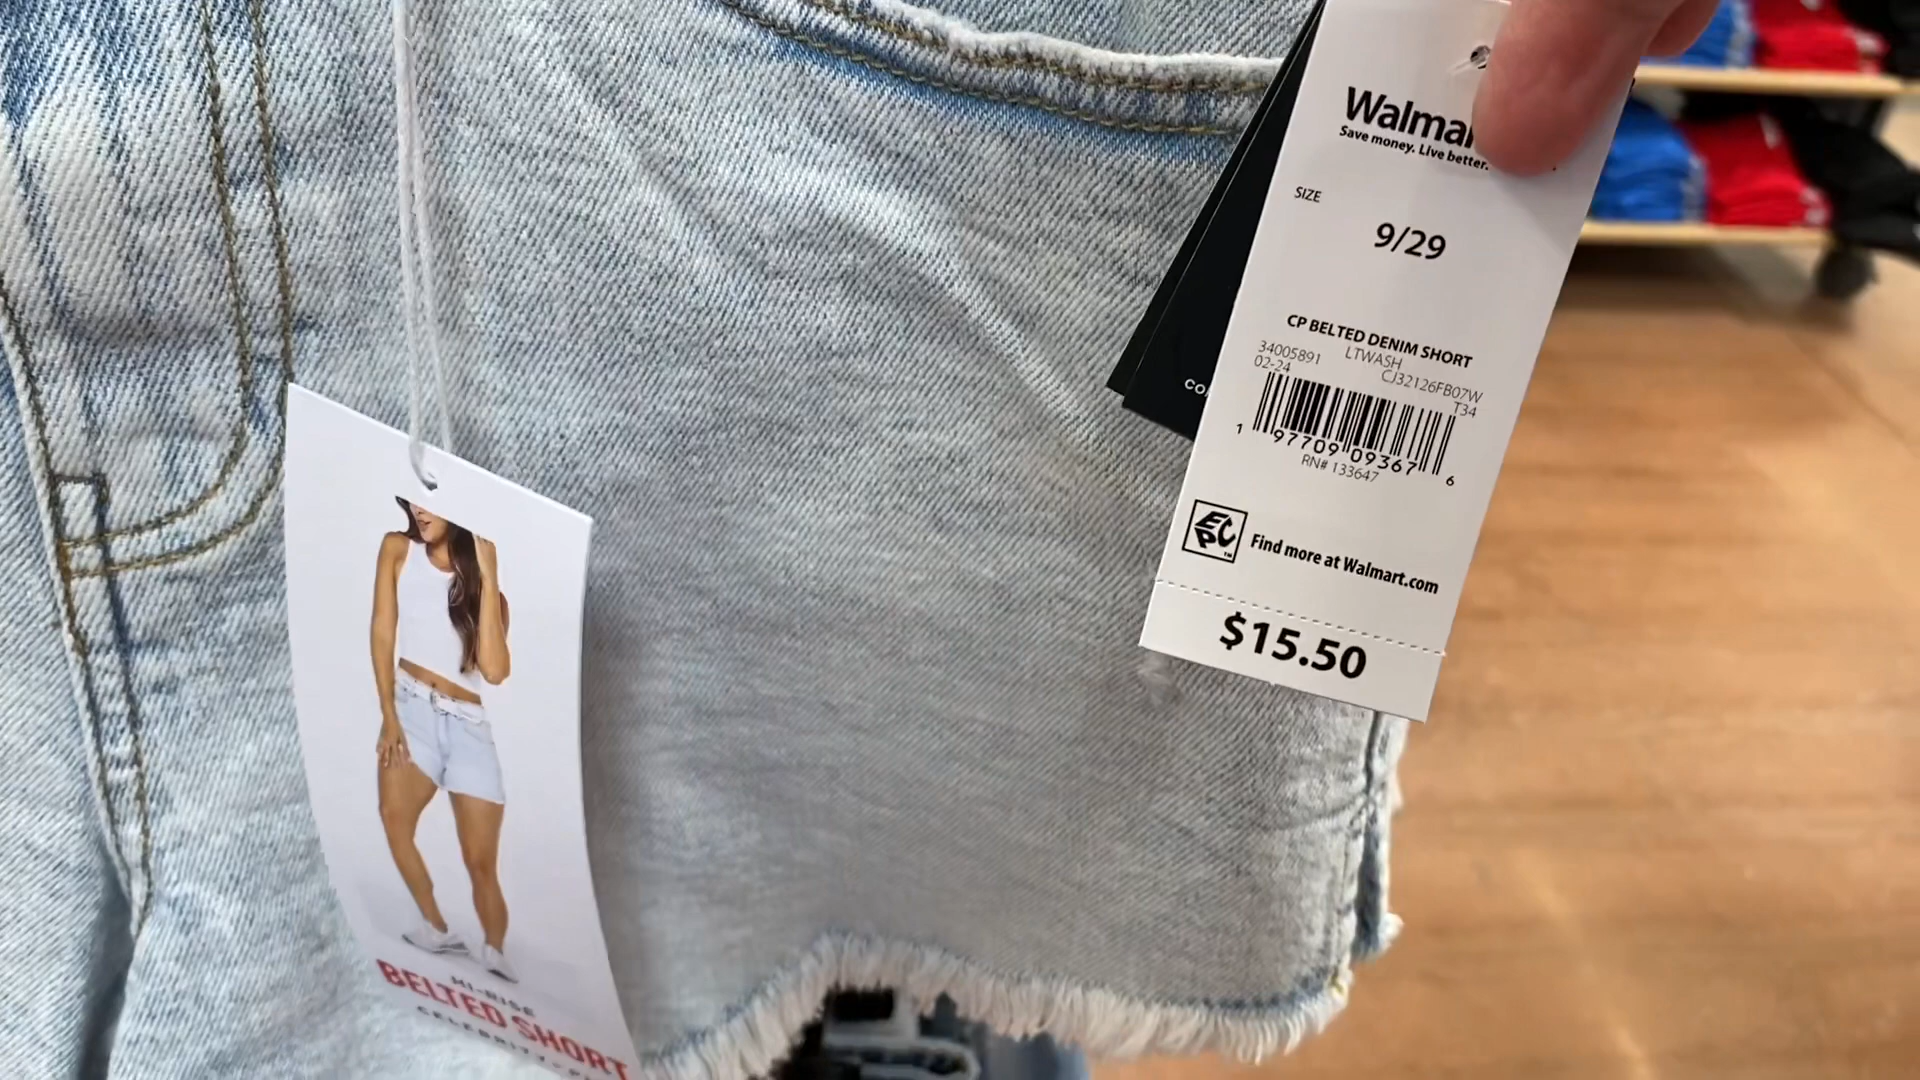 Save money. Live better.
SIZE
9/29
CP BELTED DENIM SHORT
34005891 LTWASH
02-24 CJ32126FB07W
T34
1 97709 09367 6
RN# 133647
EPC
Find more at Walmart.com
$15.50
HI-RISE
BELTED SHORT